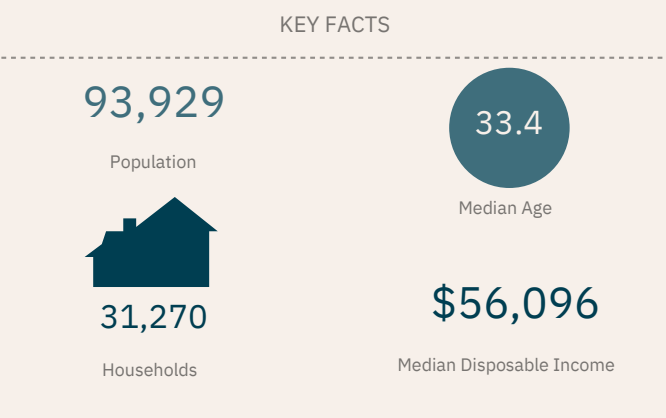 KEY FACTS
93,929
Population
33.4
Median Age
31,270
Households
$56,096
Median Disposable Income